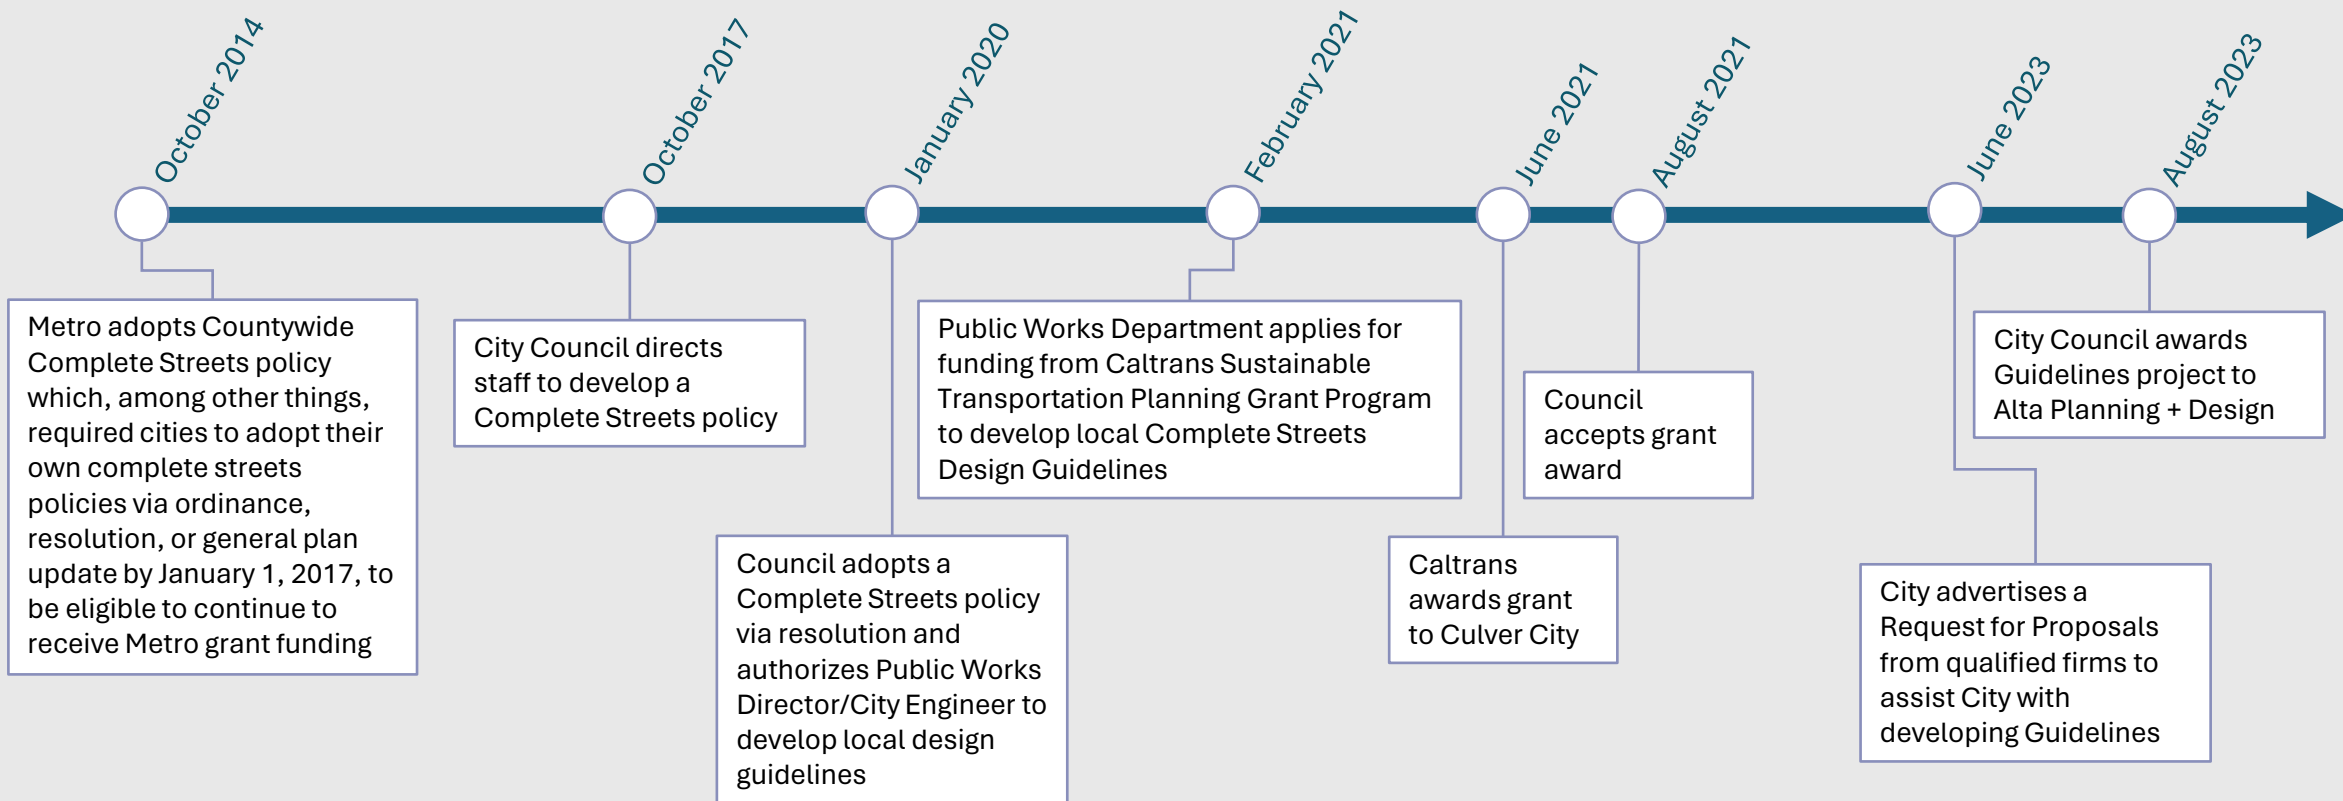 October 2014
October 2017
January 2020
February 2021
June 2021
August 2021
June 2023
August 2023
Metro adopts Countywide
Complete Streets policy
which, among other things,
required cities to adopt their
own complete streets
policies via ordinance,
resolution, or general plan
update by January 1, 2017, to
be eligible to continue to
receive Metro grant funding
City Council directs
staff to develop a
Complete Streets policy
Council adopts a
Complete Streets policy
via resolution and
authorizes Public Works
Director/City Engineer to
develop local design
guidelines
Public Works Department applies for
funding from Caltrans Sustainable
Transportation Planning Grant Program
to develop local Complete Streets
Design Guidelines
Caltrans
awards grant
to Culver City
Council
accepts grant
award
City advertises a
Request for Proposals
from qualified firms to
assist City with
developing Guidelines
City Council awards
Guidelines project to
Alta Planning + Design